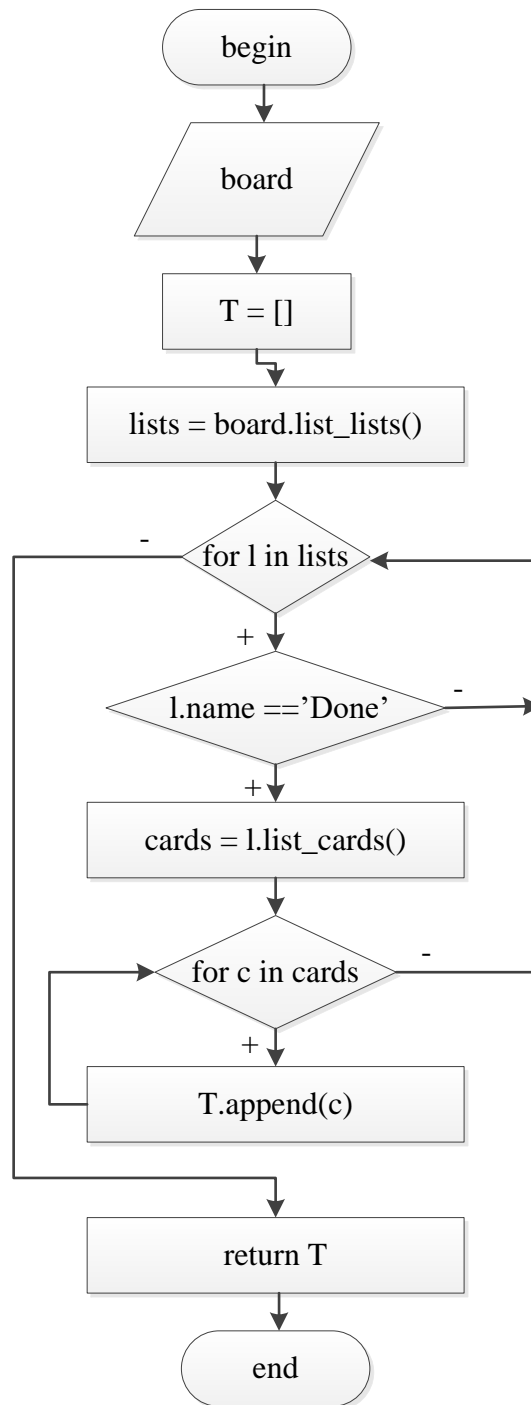 begin
board
T = []
lists = board.list_lists()
-
for l in lists
+
l.name ==’Done’
-
+
cards = l.list_cards()
for c in cards
-
+
T.append(c)
return T
end